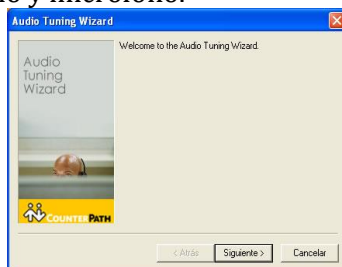 y micrófono.
Audio Tuning Wizard
Welcome to the Audio Tuning Wizard.
Audio
Tuning
Wizard
COUNTERPATH
< Atrás
Siguiente >
Cancelar